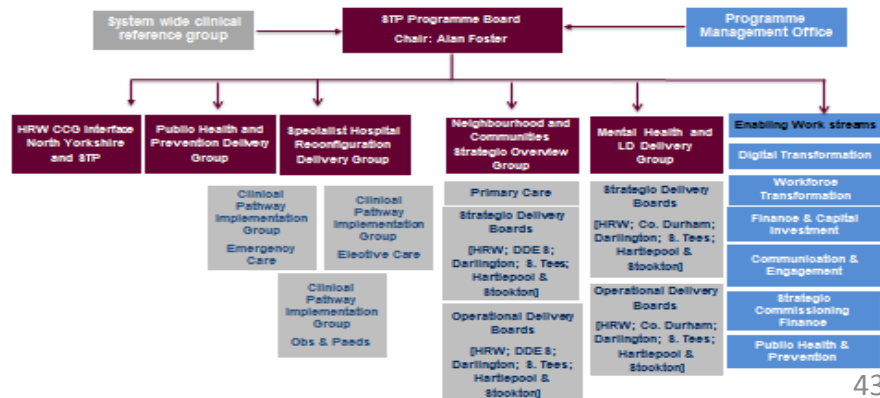 System wide clinical
reference group
STP Programme Board
Chair: Alan Foster
Programme
Management Office
HRW CCG Interface
North Yorkshire
and STP
Public Health and
Prevention Delivery
Group
Specialist Hospital
Reconfiguration
Delivery Group
Neighbourhood and
Communities
Strategic Overview
Group
Mental Health and
LD Delivery
Group
Enabling Work streams
Digital Transformation
Workforce
Transformation
Finance & Capital
Investment
Communication &
Engagement
Strategic
Commissioning
Finance
Public Health &
Prevention
Clinical
Pathway
Implementation
Group
Emergency
Care
Clinical
Pathway
Implementation
Group
Elective Care
Clinical
Pathway
Implementation
Group
Obs & Paeds
Primary Care
Strategic Delivery
Boards
[HRW; DDES;
Darlington; S. Tees;
Hartlepool &
Stockton]
Operational Delivery
Boards
[HRW; DDES;
Darlington; S. Tees;
Hartlepool &
Stockton]
Strategic Delivery
Boards
[HRW; Co. Durham;
Darlington; S. Tees;
Hartlepool &
Stockton]
Operational Delivery
Boards
[HRW; Co. Durham;
Darlington; S. Tees;
Hartlepool &
Stockton]
43